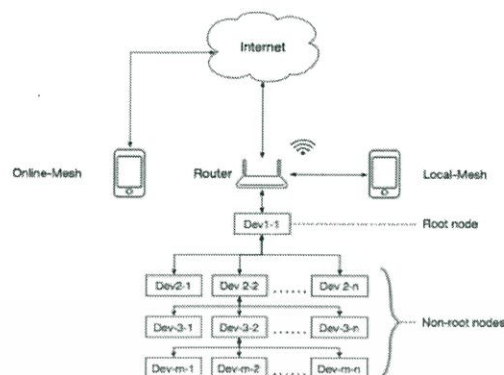 Internet
Online-Mesh
Router
Local-Mesh
Dev1-1
Root node
Dev2-1 Dev 2-2 ...... Dev 2-n
Dev-3-1 Dev-3-2 ...... Dev-3-n
Non-root nodes
Dev-m-1 Dev-m-2 ...... Dev-m-n